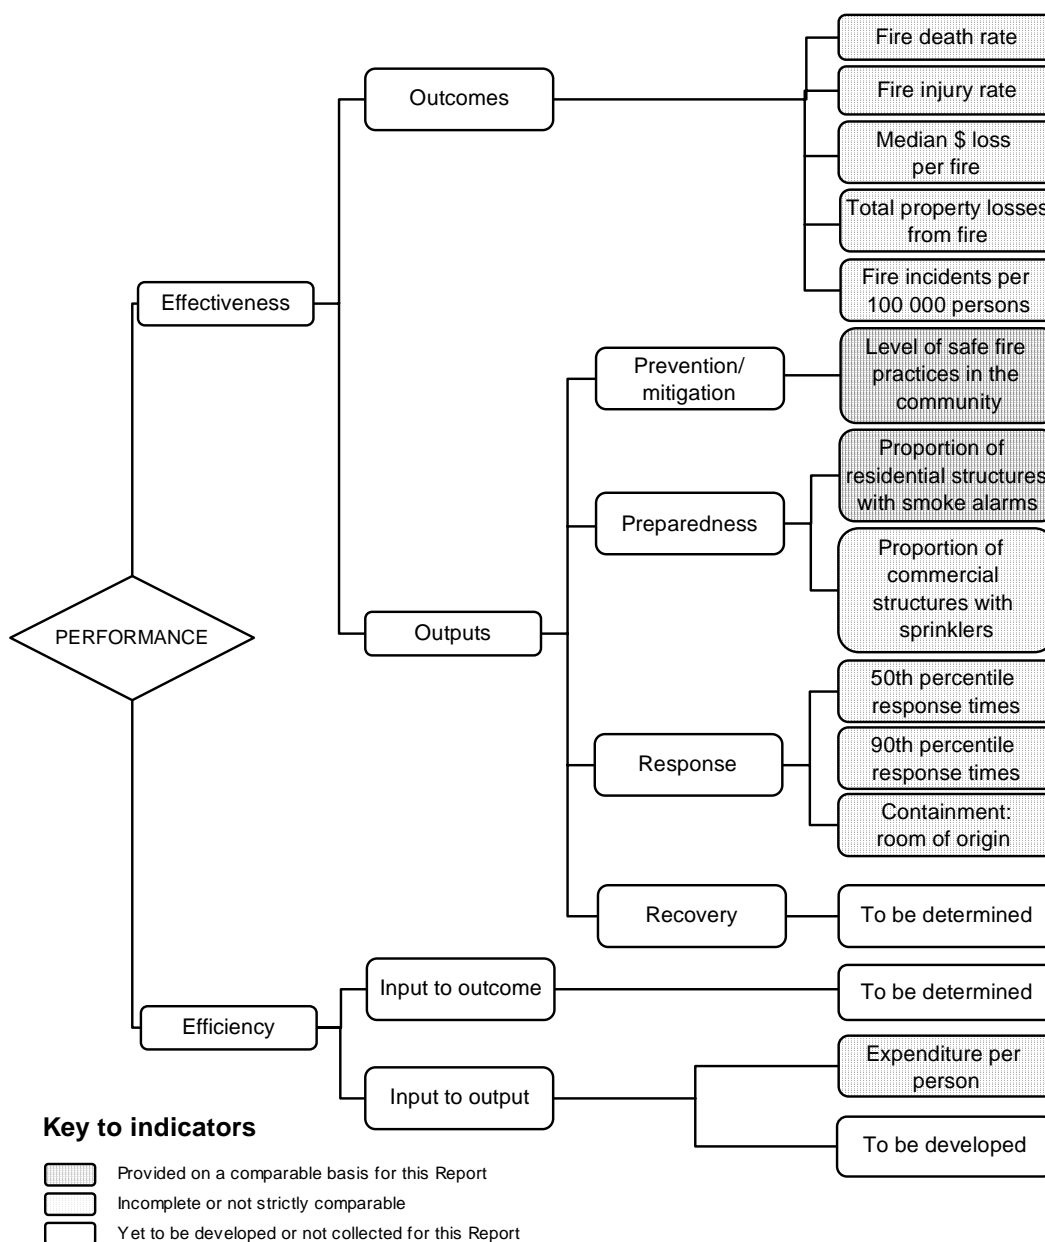 Fire death rate
Outcomes
Fire injury rate
Median $ loss
per fire
Total property losses
from fire
Effectiveness
Fire incidents per
100 000 persons
Prevention/
mitigation
Level of safe fire
practices in the
community
Preparedness
Proportion of
residential structures
with smoke alarms
Proportion of
commercial
structures with
sprinklers
PERFORMANCE
Outputs
Response
50th percentile
response times
90th percentile
response times
Containment:
room of origin
Recovery
To be determined
Efficiency
Input to outcome
To be determined
Input to output
Expenditure per
person
To be developed
Key to indicators
Provided on a comparable basis for this Report
Incomplete or not strictly comparable
Yet to be developed or not collected for this Report